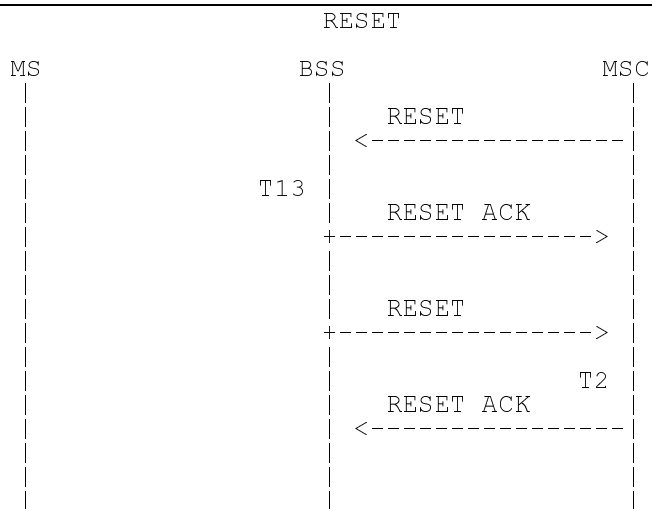 RESET
MS BSS MSC
RESET
T13
RESET ACK
RESET
T2
RESET ACK